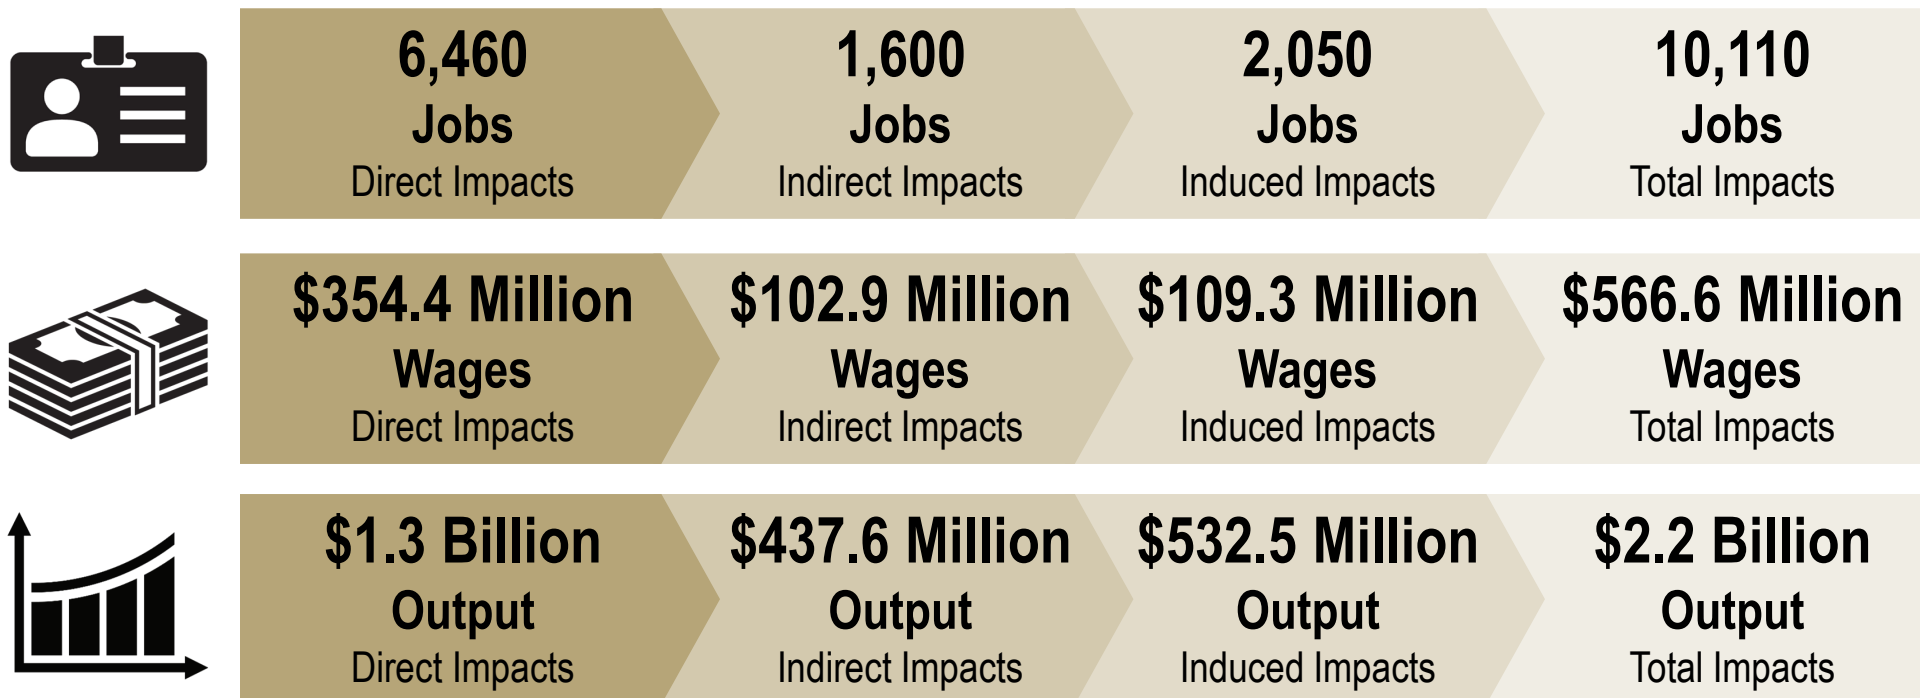 6,460
Jobs
Direct Impacts
1,600
Jobs
Indirect Impacts
2,050
Jobs
Induced Impacts
10,110
Jobs
Total Impacts
$354.4 Million
Wages
Direct Impacts
$102.9 Million
Wages
Indirect Impacts
$109.3 Million
Wages
Induced Impacts
$566.6 Million
Wages
Total Impacts
$1.3 Billion
Output
Direct Impacts
$437.6 Million
Output
Indirect Impacts
$532.5 Million
Output
Induced Impacts
$2.2 Billion
Output
Total Impacts